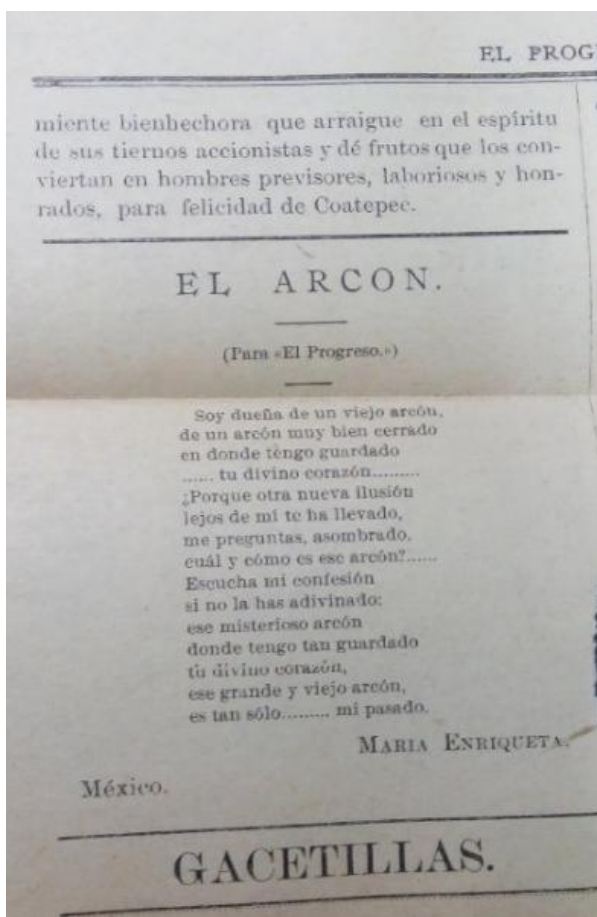 EL PROG
miente bienhechora que arraigue en el espíritu
de sus tiernos accionistas y dé frutos que los con-
viertan en hombres previsores, laboriosos y hon-
rados, para felicidad de Coatepec.
EL ARCON.
(Para «El Progreso.»)
Soy dueña de un viejo arcón,
de un arcón muy bien cerrado
en donde tengo guardado
...... tu divino corazón.........
¿Porque otra nueva ilusión
lejos de mí te ha llevado,
me preguntas, asombrado,
cuál y cómo es ese arcón?......
Escucha mi confesión
si no la has adivinado:
ese misterioso arcón
donde tengo tan guardado
tu divino corazón,
ese grande y viejo arcón,
es tan sólo......... mi pasado.
MARIA ENRIQUETA.
México.
GACETILLAS.